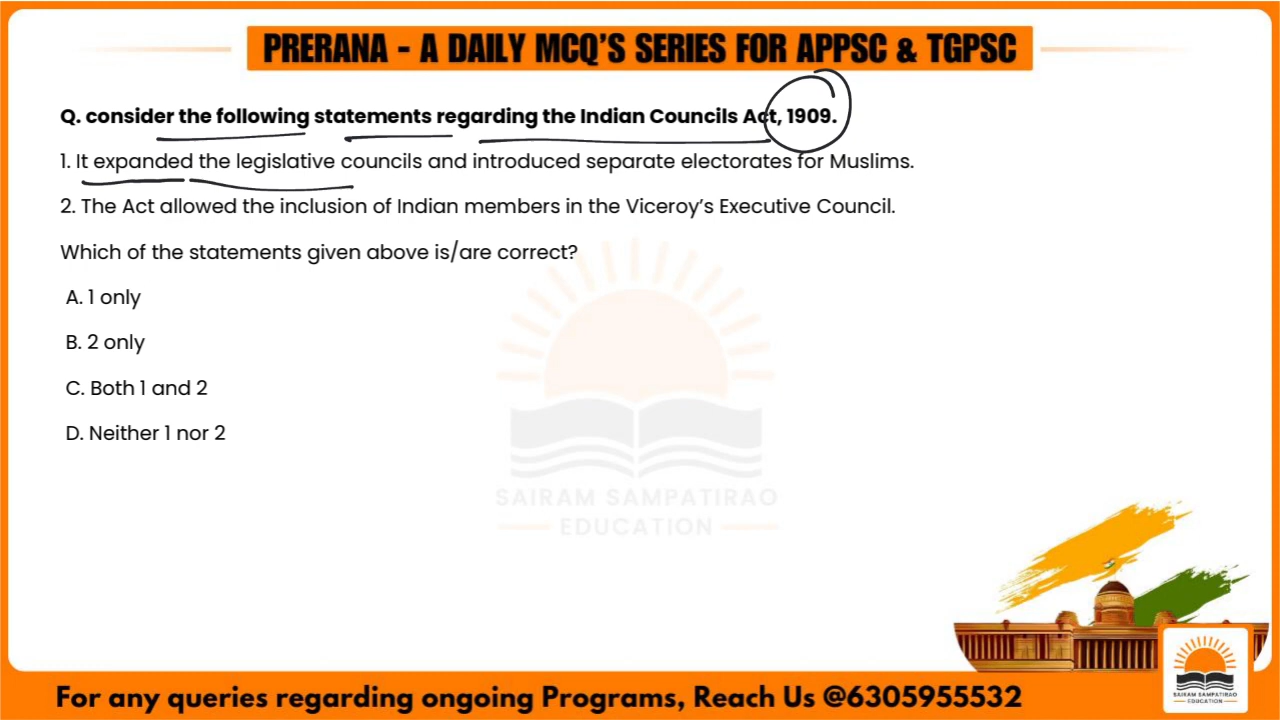 PRERANA - A DAILY MCQ'S SERIES FOR APPSC & TGPSC
Q. consider the following statements regarding the Indian Councils Act, 1909.
1. It expanded the legislative councils and introduced separate electorates for Muslims.
2. The Act allowed the inclusion of Indian members in the Viceroy's Executive Council.
Which of the statements given above is/are correct?
A. 1 only
B. 2 only
C. Both 1 and 2
D. Neither 1 nor 2
SAIRAM SAMPATIRAO
EDUCATION
SAIRAM SAMPATIRAO
EDUCATION
For any queries regarding ongoing Programs, Reach Us @6305955532